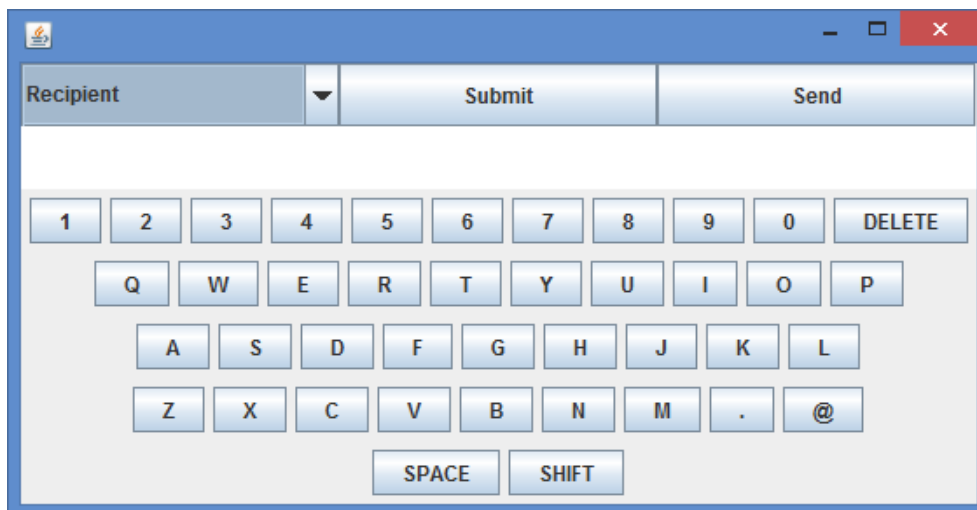 Recipient Submit Send
1 2 3 4 5 6 7 8 9 0 DELETE
Q W E R T Y U I O P
A S D F G H J K L
Z X C V B N M . @
SPACE SHIFT